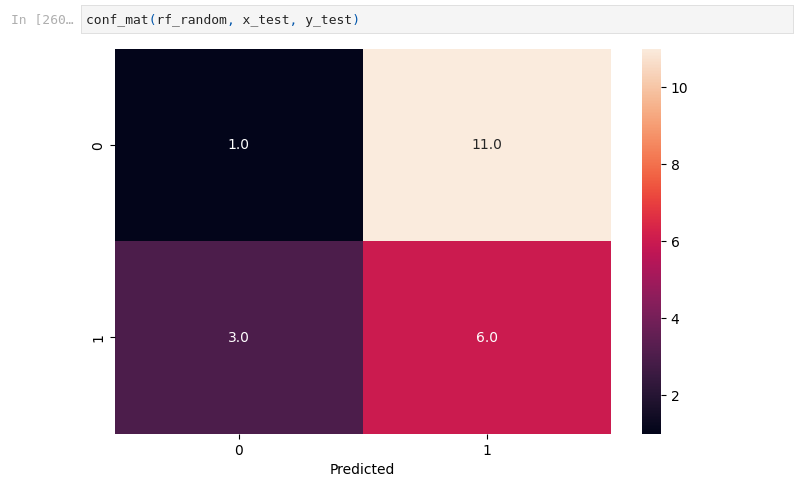 In [260… conf_mat(rf_random, x_test, y_test)
10
0 1.0 11.0
8
6
1 3.0 6.0
4
2
0 1
Predicted